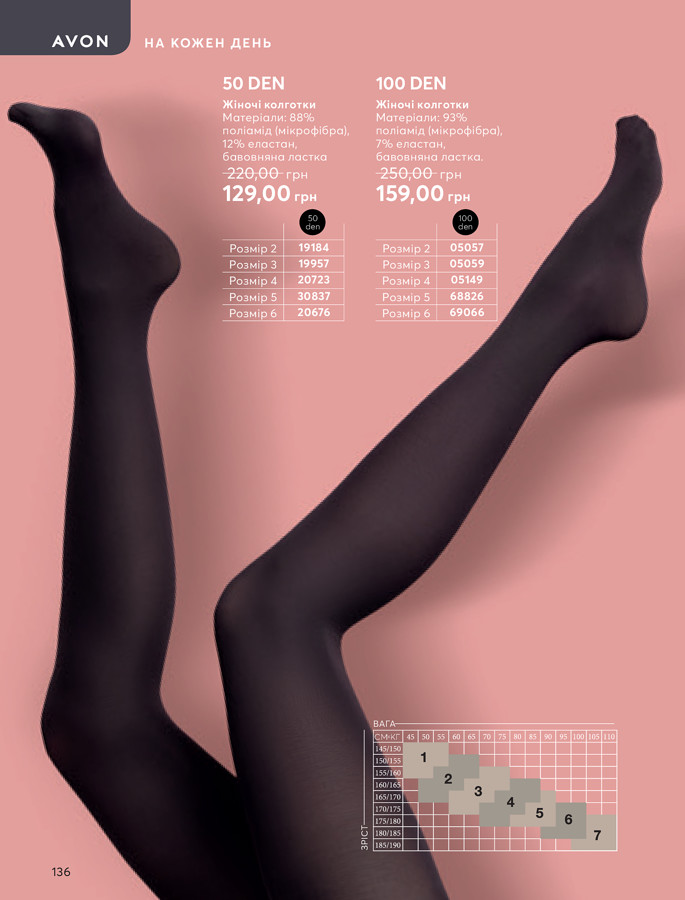 AVON
НА КОЖЕН ДЕНЬ
50 DEN
Жіночі колготки
Матеріали: 88%
поліамід (мікрофібра),
12% еластан,
бавовняна ластка
220,00 грн
129,00 грн
50
den
Розмір 2 19184
Розмір 3 19957
Розмір 4 20723
Розмір 5 30837
Розмір 6 20676
100 DEN
Жіночі колготки
Матеріали: 93%
поліамід (мікрофібра),
7% еластан,
бавовняна ластка.
250,00 грн
159,00 грн
100
den
Розмір 2 05057
Розмір 3 05059
Розмір 4 05149
Розмір 5 68826
Розмір 6 69066
ВАГА
СМ•КГ 45 50 55 60 65 70 75 80 85 90 95 100 105 110
145/150
150/155
155/160
160/165
165/170
170/175
175/180
180/185
185/190
1
2
3
4
5
6
7
ЗРІСТ
136